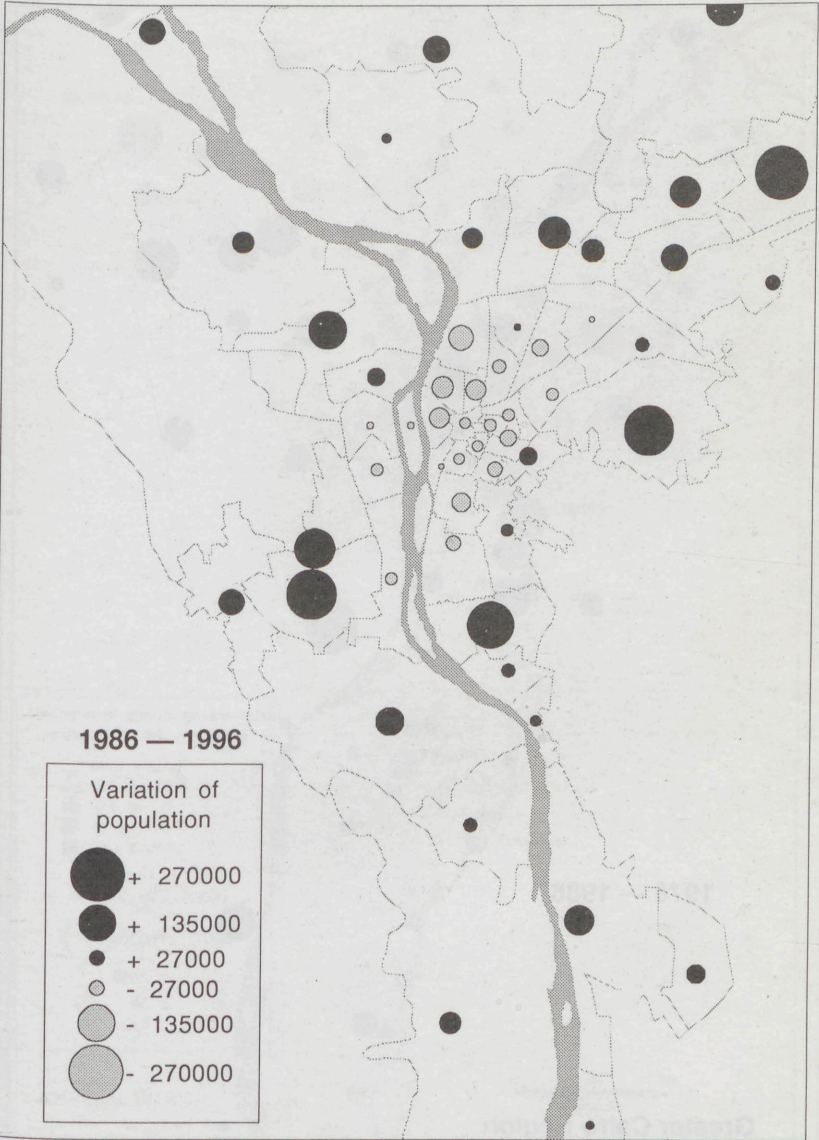 1986 — 1996
Variation of
population
+ 270000
+ 135000
+ 27000
- 27000
- 135000
- 270000